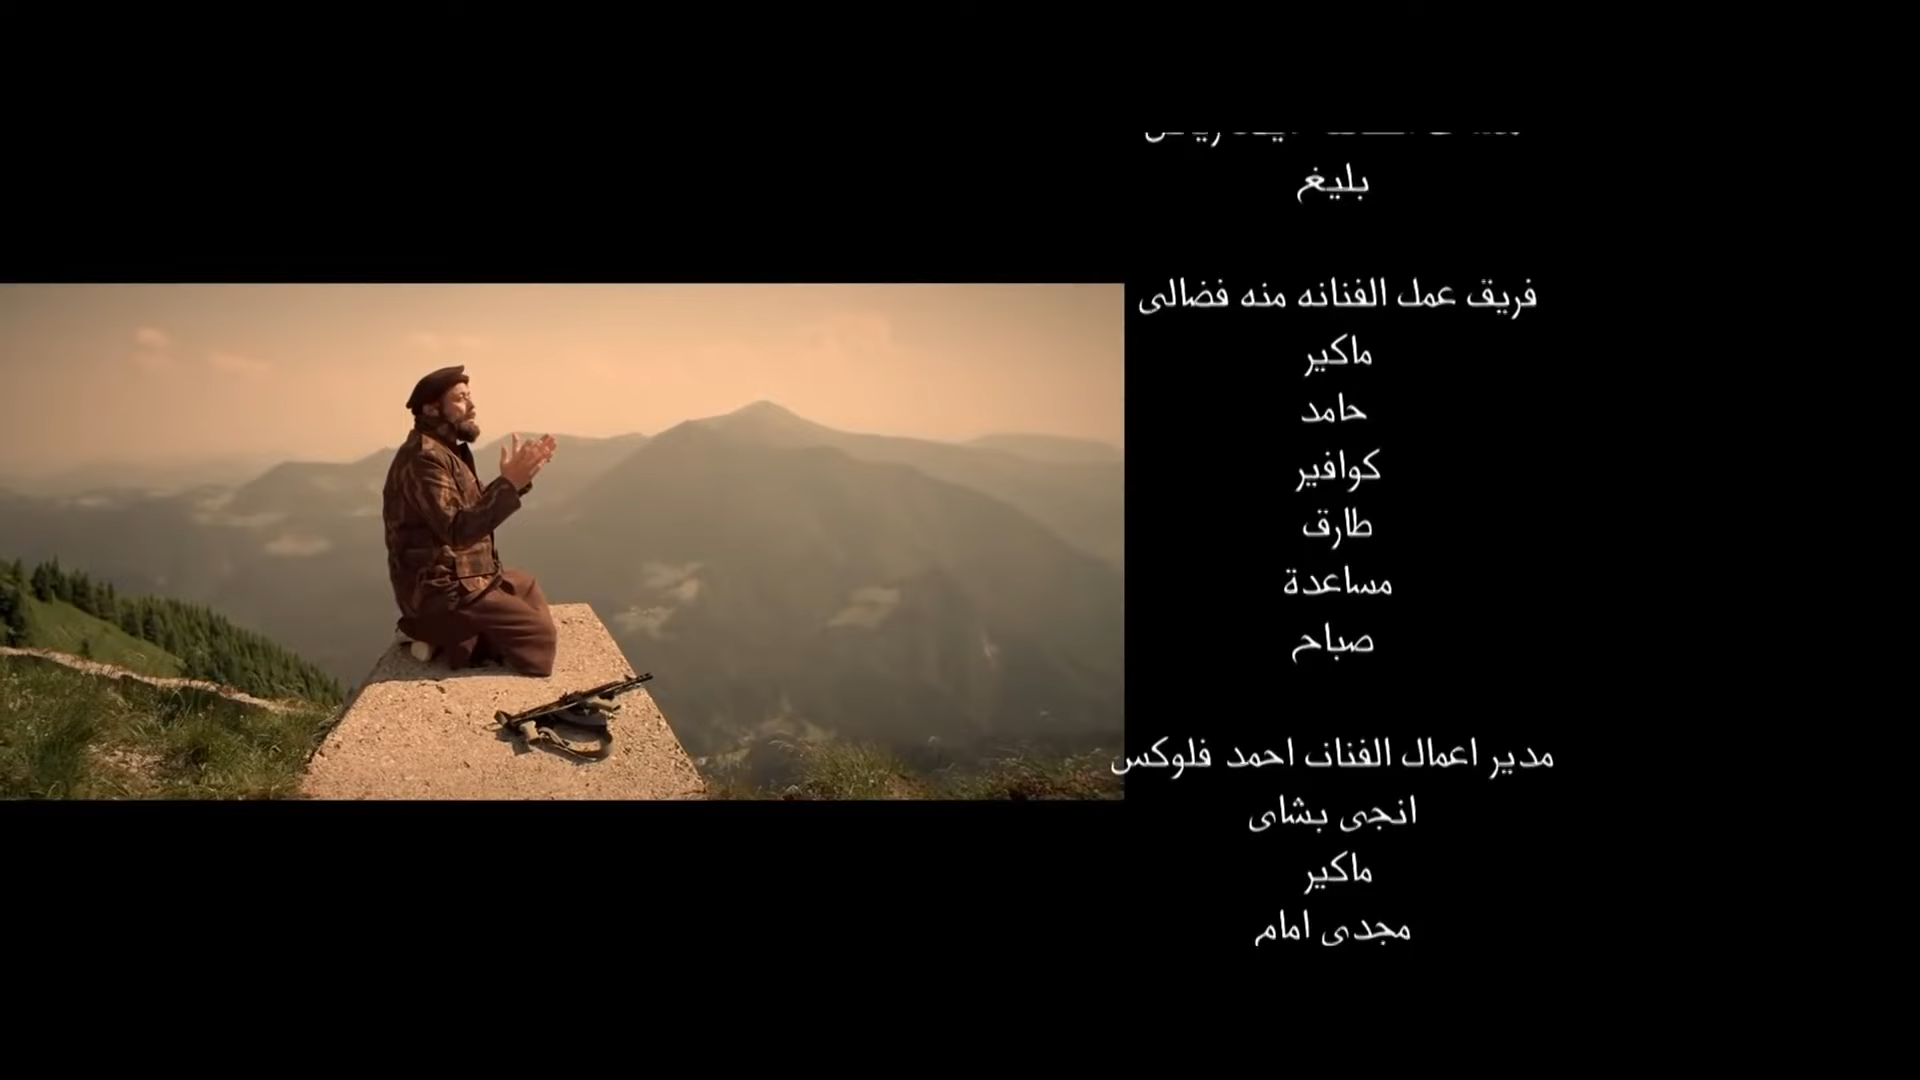 بليغ
فريق عمل الفنانه منه فضالى
ماكير
حامد
كوافير
طارق
مساعدة
صباح
مدير اعمال الفنان احمد فلوكس
انجى بشاى
ماكير
مجدى امام